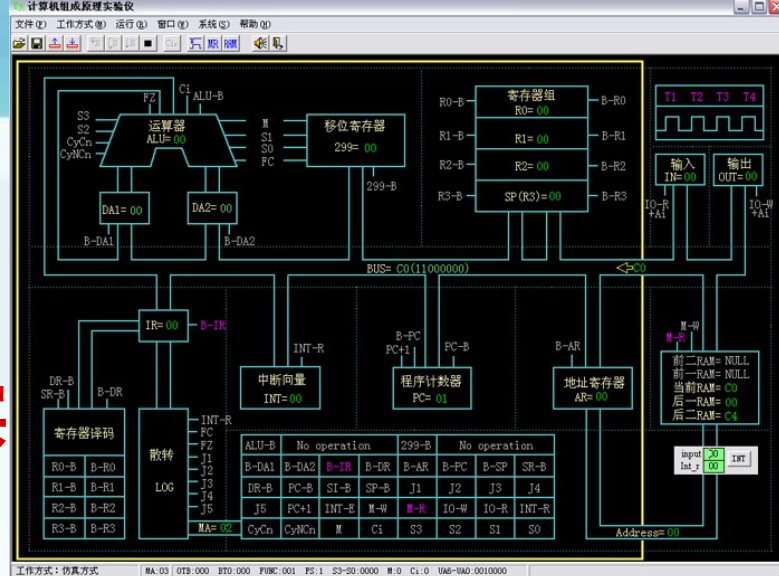 计算机组成原理实验仪
文件(F) 工作方式(W) 运行(R) 窗口(Y) 系统(S) 帮助(H)
Clr MR RAM
FZ Ci ALU-B
S3
S2
CyCn
CyNCn
运算器
ALU= 00
M
S1
S0
FC
移位寄存器
299= 00
299-B
DA1= 00
DA2= 00
B-DA1
B-DA2
寄存器组
R0-B R0= 00 B-R0
R1-B R1= 00 B-R1
R2-B R2= 00 B-R2
R3-B SP(R3)=00 B-R3
T1 T2 T3 T4
输入
IN=00
输出
OUT=00
IO-R
+Ai
IO-W
+Ai
BUS= C0(11000000)
C0
IR= 00
B-IR
INT-R
中断向量
INT=00
B-PC
PC+1
PC-B
程序计数器
PC= 01
B-AR
地址寄存器
AR= 00
M-W
M-R
前二RAM= NULL
前一RAM= NULL
当前RAM= C0
后一RAM= 00
后二RAM= C4
input 00
Int_r 00
INT
DR-B
SR-B
B-DR
寄存器译码
R0-B B-R0
R1-B B-R1
R2-B B-R2
R3-B B-R3
散转
LOG
INT-R
FC
FZ
J1
J2
J3
J4
J5
MA= 02
ALU-B No operation 299-B No operation
B-DA1 B-DA2 B-IR B-DR B-AR B-PC B-SP SR-B
DR-B PC-B SI-B SP-B J1 J2 J3 J4
J5 PC+1 INT-E M-W M-R IO-W IO-R INT-R
CyCn CyNCn M Ci S3 S2 S1 S0
Address= 00
工作方式：仿真方式 MA:03 OTB:000 BTO:000 FUNC:001 FS:1 S3-S0:0000 M:0 Ci:0 UA6-UA0:0010000